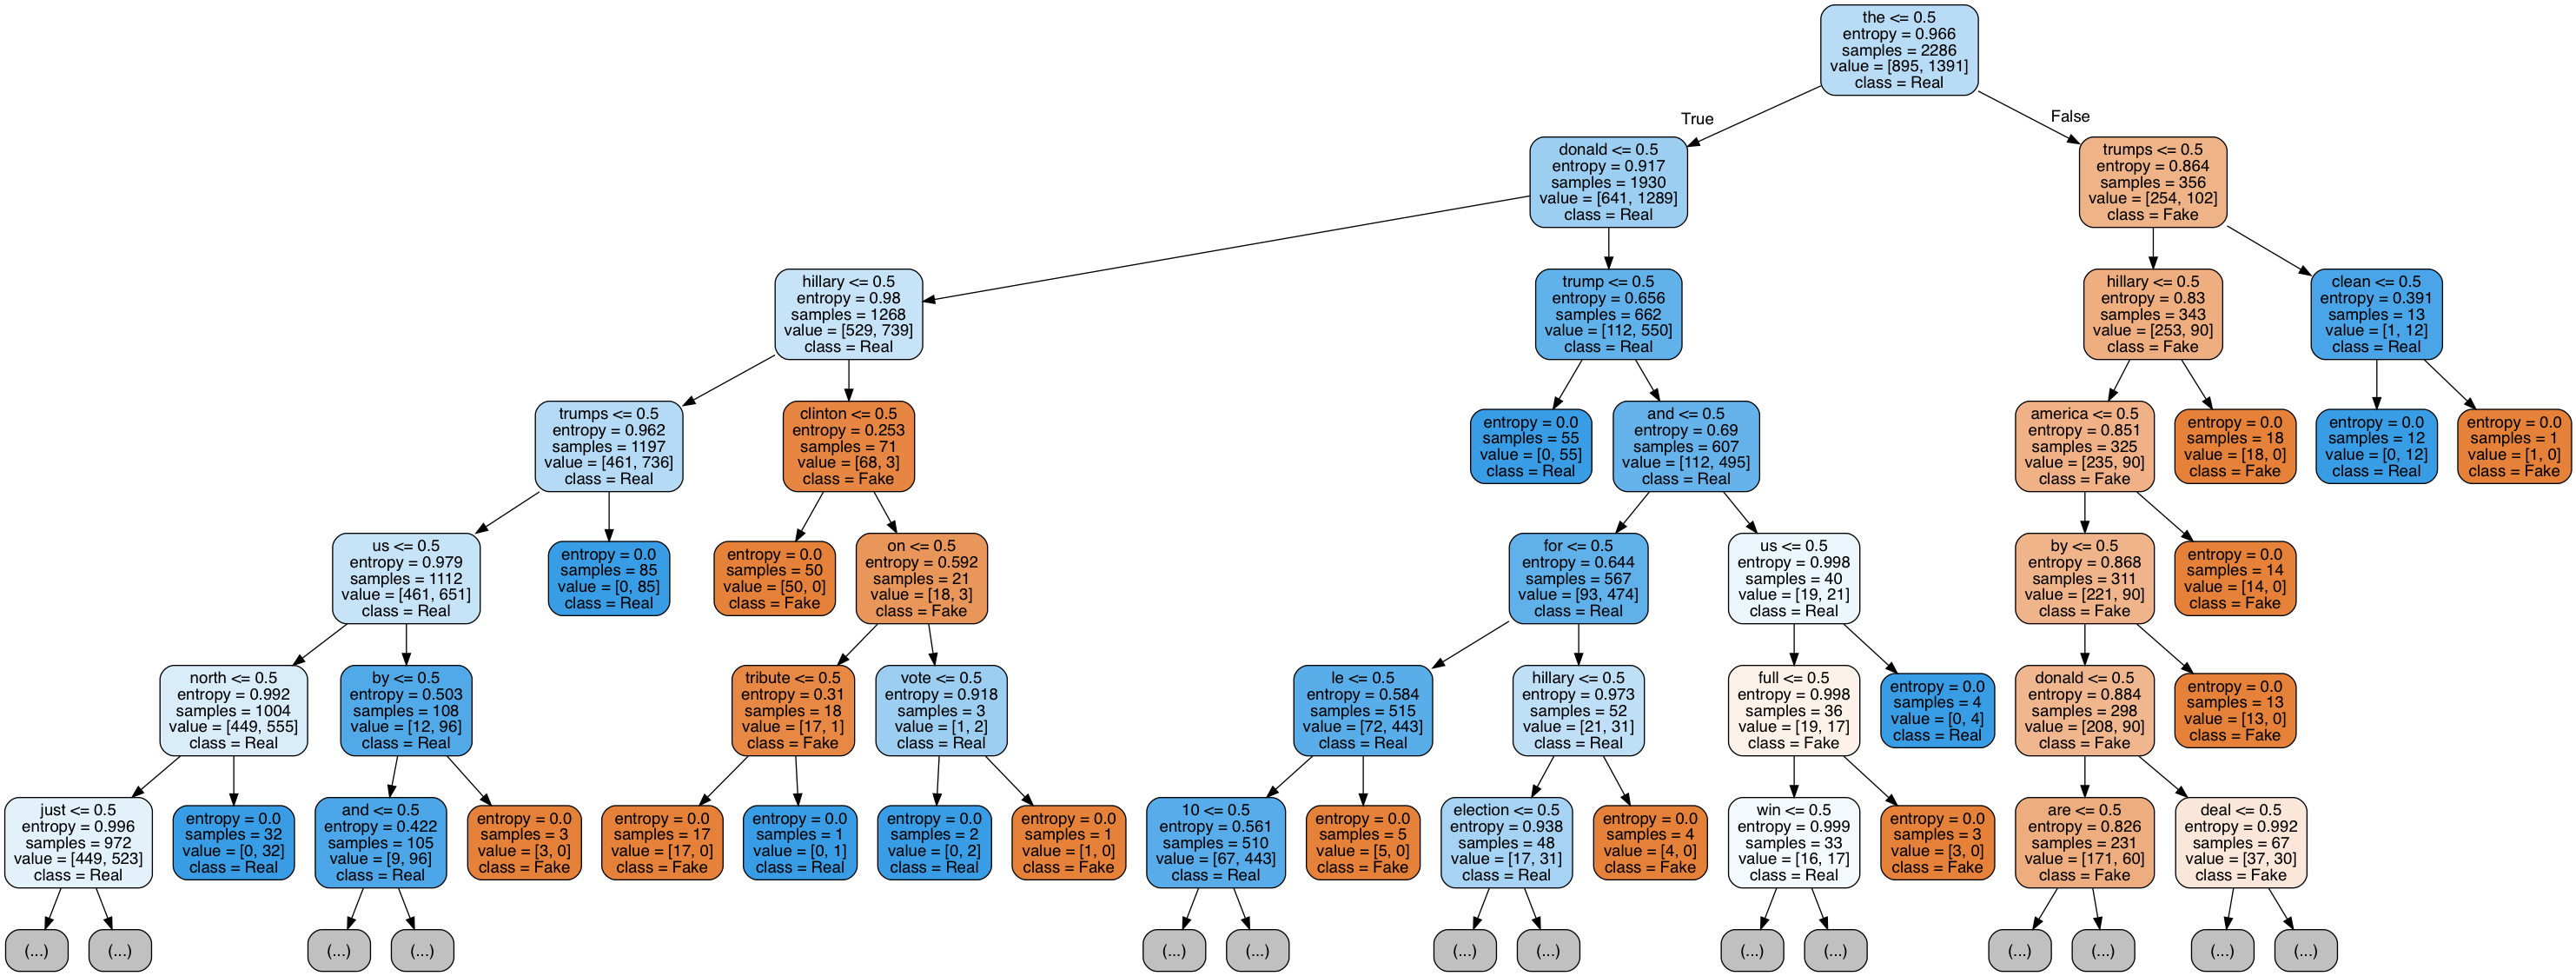 the <= 0.5
entropy = 0.966
samples = 2286
value = [895, 1391]
class = Real
True
False
donald <= 0.5
entropy = 0.917
samples = 1930
value = [641, 1289]
class = Real
trumps <= 0.5
entropy = 0.864
samples = 356
value = [254, 102]
class = Fake
hillary <= 0.5
entropy = 0.98
samples = 1268
value = [529, 739]
class = Real
trump <= 0.5
entropy = 0.656
samples = 662
value = [112, 550]
class = Real
hillary <= 0.5
entropy = 0.83
samples = 343
value = [253, 90]
class = Fake
clean <= 0.5
entropy = 0.391
samples = 13
value = [1, 12]
class = Real
trumps <= 0.5
entropy = 0.962
samples = 1197
value = [461, 736]
class = Real
clinton <= 0.5
entropy = 0.253
samples = 71
value = [68, 3]
class = Fake
entropy = 0.0
samples = 55
value = [0, 55]
class = Real
and <= 0.5
entropy = 0.69
samples = 607
value = [112, 495]
class = Real
america <= 0.5
entropy = 0.851
samples = 325
value = [235, 90]
class = Fake
entropy = 0.0
samples = 18
value = [18, 0]
class = Fake
entropy = 0.0
samples = 12
value = [0, 12]
class = Real
entropy = 0.0
samples = 1
value = [1, 0]
class = Fake
us <= 0.5
entropy = 0.979
samples = 1112
value = [461, 651]
class = Real
entropy = 0.0
samples = 85
value = [0, 85]
class = Real
entropy = 0.0
samples = 50
value = [50, 0]
class = Fake
on <= 0.5
entropy = 0.592
samples = 21
value = [18, 3]
class = Fake
for <= 0.5
entropy = 0.644
samples = 567
value = [93, 474]
class = Real
us <= 0.5
entropy = 0.998
samples = 40
value = [19, 21]
class = Real
by <= 0.5
entropy = 0.868
samples = 311
value = [221, 90]
class = Fake
entropy = 0.0
samples = 14
value = [14, 0]
class = Fake
north <= 0.5
entropy = 0.992
samples = 1004
value = [449, 555]
class = Real
by <= 0.5
entropy = 0.503
samples = 108
value = [12, 96]
class = Real
tribute <= 0.5
entropy = 0.31
samples = 18
value = [17, 1]
class = Fake
vote <= 0.5
entropy = 0.918
samples = 3
value = [1, 2]
class = Real
le <= 0.5
entropy = 0.584
samples = 515
value = [72, 443]
class = Real
hillary <= 0.5
entropy = 0.973
samples = 52
value = [21, 31]
class = Real
full <= 0.5
entropy = 0.998
samples = 36
value = [19, 17]
class = Fake
entropy = 0.0
samples = 4
value = [0, 4]
class = Real
donald <= 0.5
entropy = 0.884
samples = 298
value = [208, 90]
class = Fake
entropy = 0.0
samples = 13
value = [13, 0]
class = Fake
just <= 0.5
entropy = 0.996
samples = 972
value = [449, 523]
class = Real
entropy = 0.0
samples = 32
value = [0, 32]
class = Real
and <= 0.5
entropy = 0.422
samples = 105
value = [9, 96]
class = Real
entropy = 0.0
samples = 3
value = [3, 0]
class = Fake
entropy = 0.0
samples = 17
value = [17, 0]
class = Fake
entropy = 0.0
samples = 1
value = [0, 1]
class = Real
entropy = 0.0
samples = 2
value = [0, 2]
class = Real
entropy = 0.0
samples = 1
value = [1, 0]
class = Fake
10 <= 0.5
entropy = 0.561
samples = 510
value = [67, 443]
class = Real
entropy = 0.0
samples = 5
value = [5, 0]
class = Fake
election <= 0.5
entropy = 0.938
samples = 48
value = [17, 31]
class = Real
entropy = 0.0
samples = 4
value = [4, 0]
class = Fake
win <= 0.5
entropy = 0.999
samples = 33
value = [16, 17]
class = Real
entropy = 0.0
samples = 3
value = [3, 0]
class = Fake
are <= 0.5
entropy = 0.826
samples = 231
value = [171, 60]
class = Fake
deal <= 0.5
entropy = 0.992
samples = 67
value = [37, 30]
class = Fake
(...)
(...)
(...)
(...)
(...)
(...)
(...)
(...)
(...)
(...)
(...)
(...)
(...)
(...)